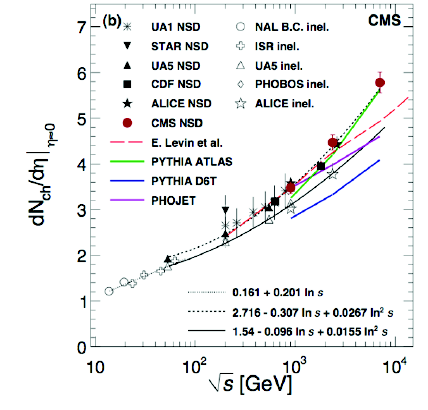 (b)
CMS
UA1 NSD
NAL B.C. inel.
STAR NSD
ISR inel.
UA5 NSD
UA5 inel.
CDF NSD
PHOBOS inel.
ALICE NSD
ALICE inel.
CMS NSD
E. Levin et al.
PYTHIA ATLAS
PYTHIA D6T
PHOJET
0.161 + 0.201 ln s
2.716 - 0.307 ln s + 0.0267 ln² s
1.54 - 0.096 ln s + 0.0155 ln² s
dNch/dη|η≈0
7
6
5
4
3
2
1
0
10 10² 10³ 10⁴
√s [GeV]